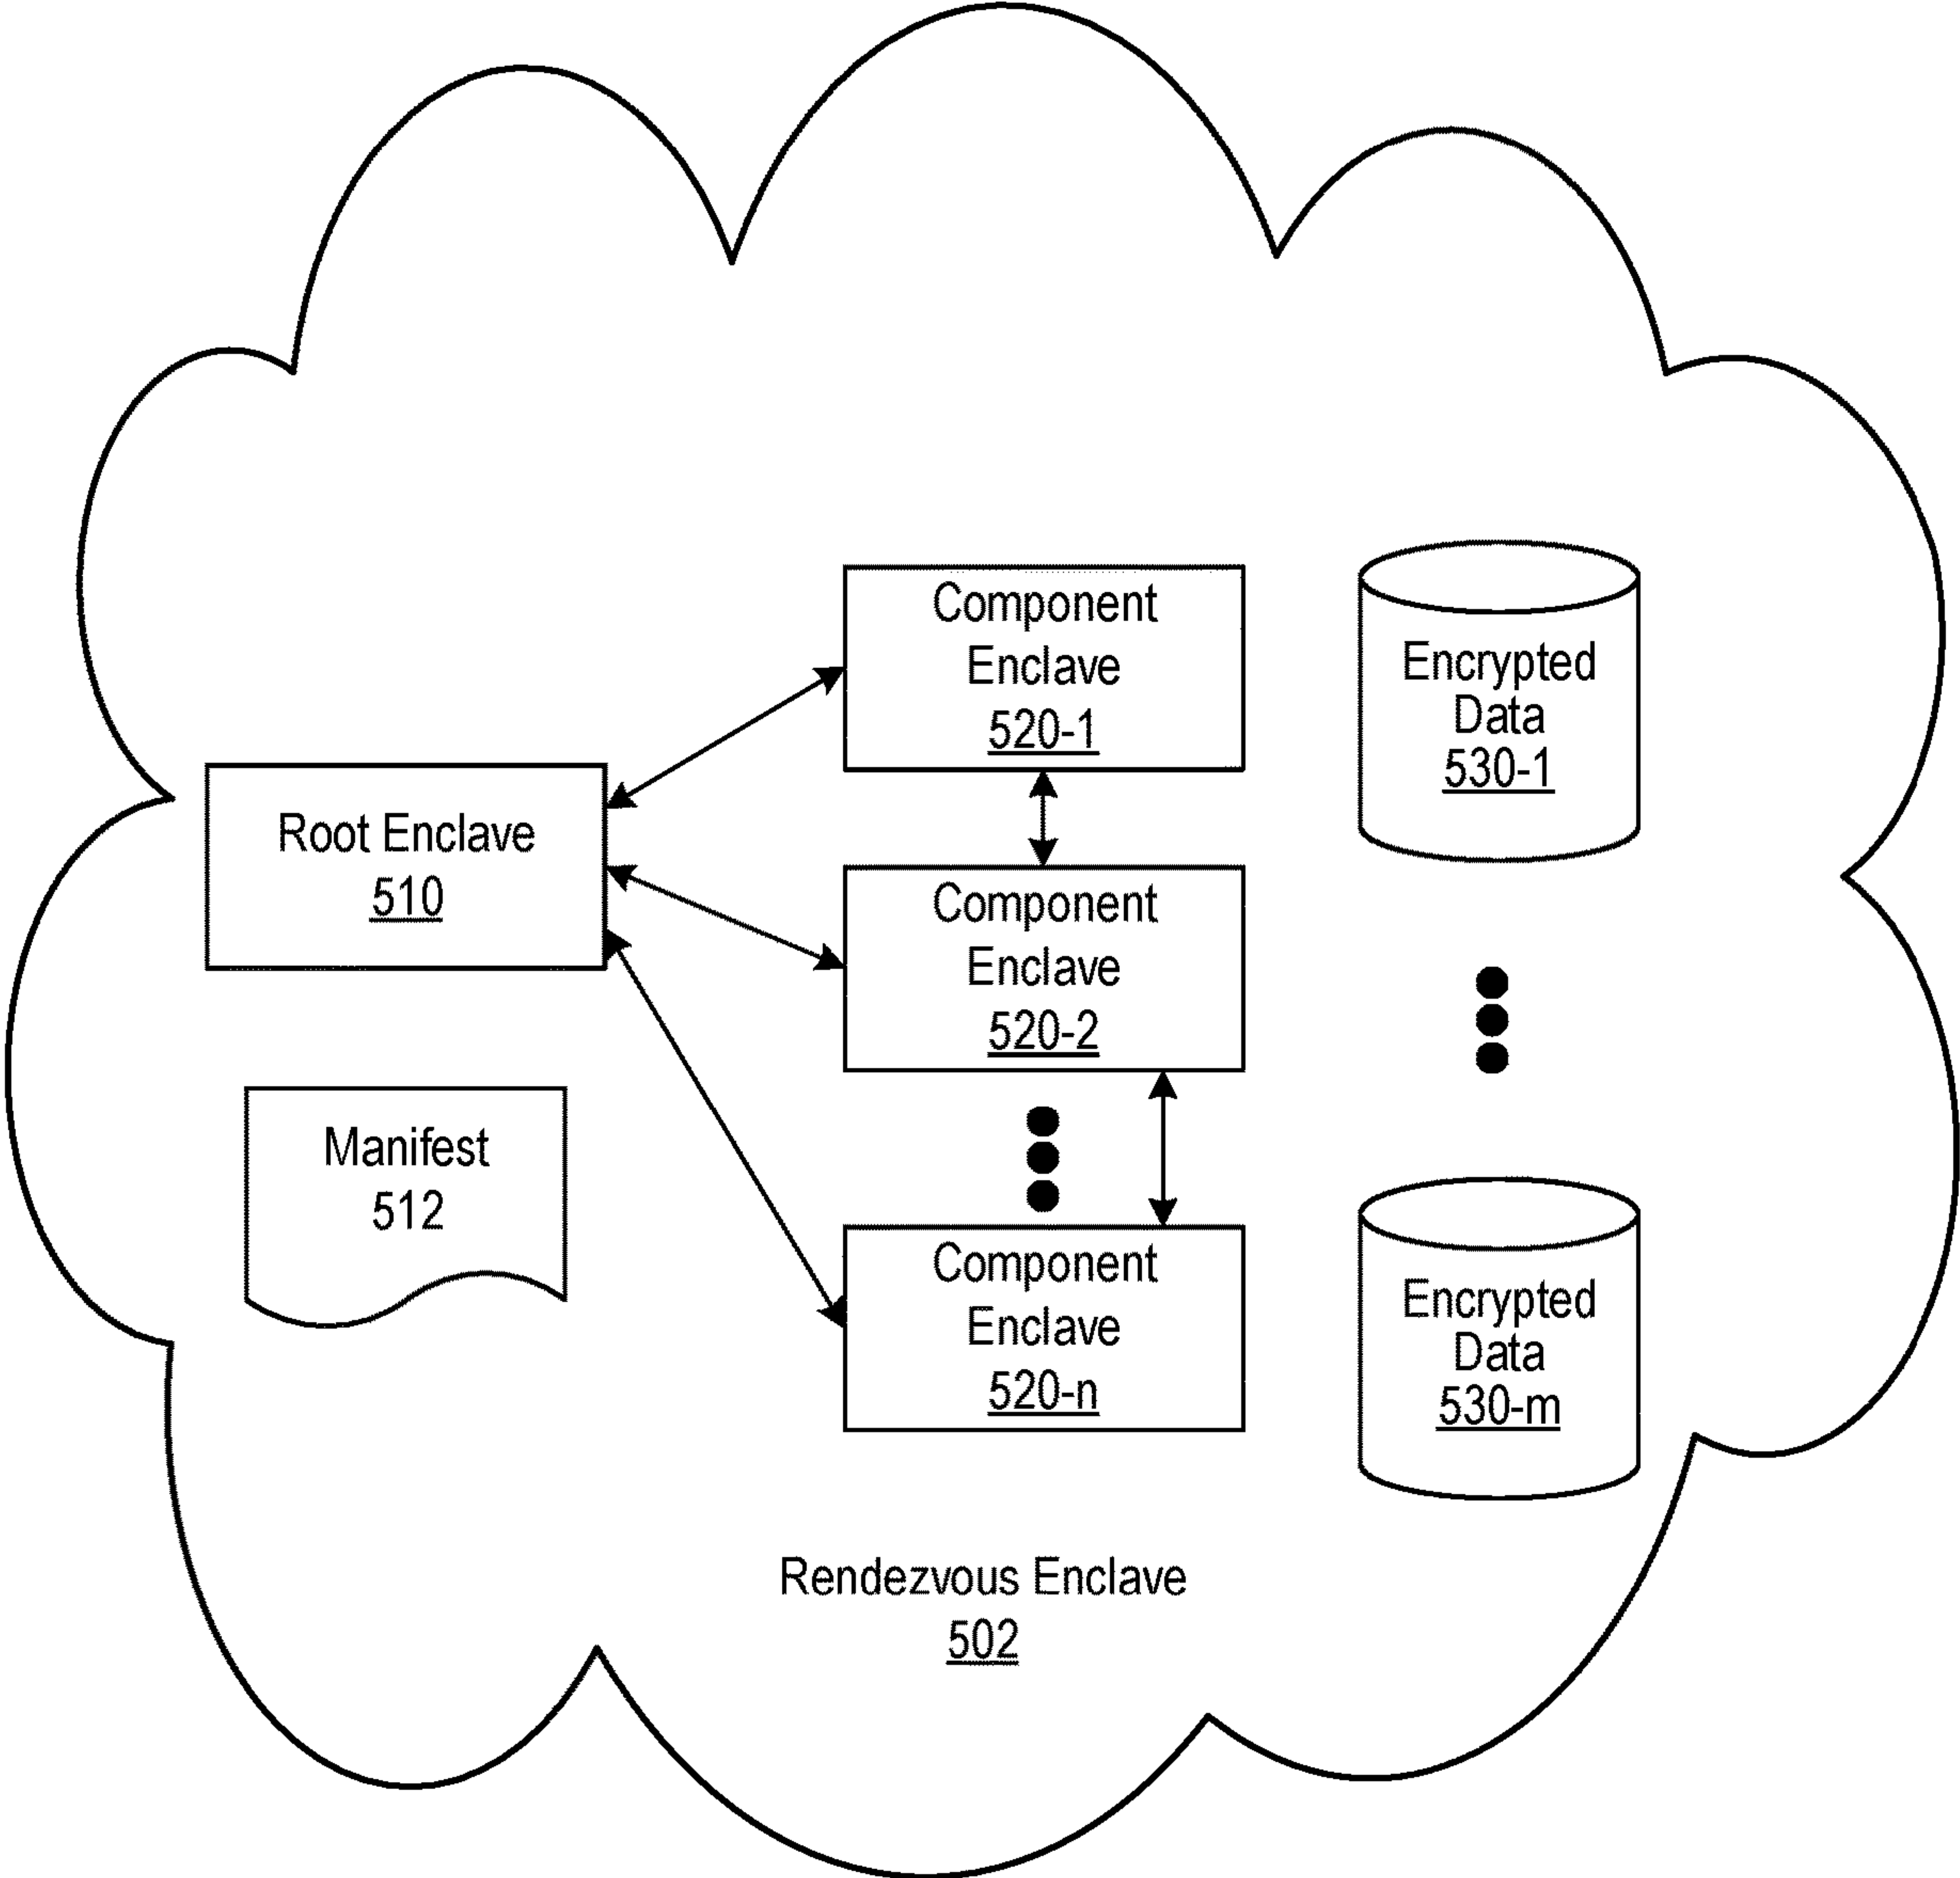 Component
Enclave
520-1
Encrypted
Data
530-1
Root Enclave
510
Component
Enclave
520-2
Manifest
512
Component
Enclave
520-n
Encrypted
Data
530-m
Rendezvous Enclave
502